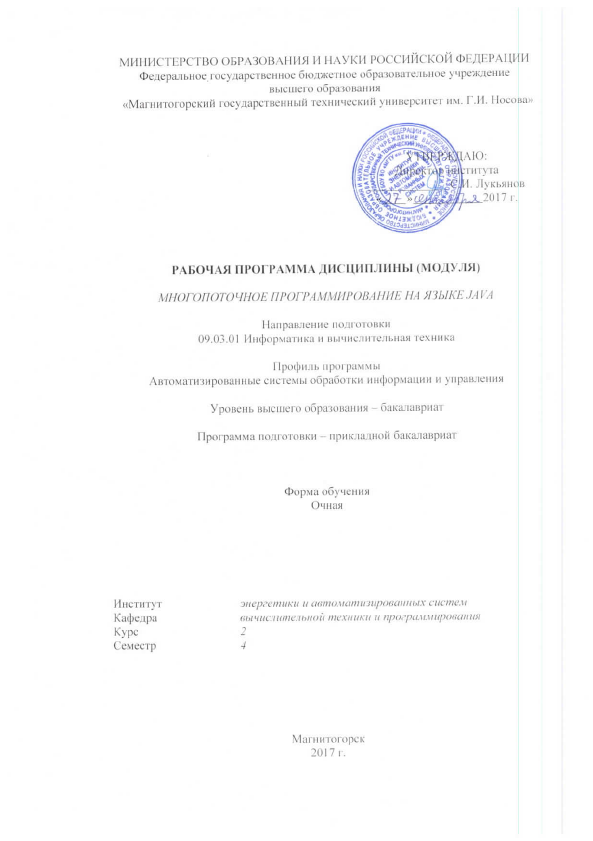 МИНИСТЕРСТВО ОБРАЗОВАНИЯ И НАУКИ РОССИЙСКОЙ ФЕДЕРАЦИИ
Федеральное государственное бюджетное образовательное учреждение
высшего образования
«Магнитогорский государственный технический университет им. Г.И. Носова»
УТВЕРЖДАЮ:
Директор института
С.И. Лукьянов
«27» сентября 2017 г.
РАБОЧАЯ ПРОГРАММА ДИСЦИПЛИНЫ (МОДУЛЯ)
МНОГОПОТОЧНОЕ ПРОГРАММИРОВАНИЕ НА ЯЗЫКЕ JAVA
Направление подготовки
09.03.01 Информатика и вычислительная техника
Профиль программы
Автоматизированные системы обработки информации и управления
Уровень высшего образования – бакалавриат
Программа подготовки – прикладной бакалавриат
Форма обучения
Очная
Институт энергетики и автоматизированных систем
Кафедра вычислительной техники и программирования
Курс 2
Семестр 4
Магнитогорск
2017 г.